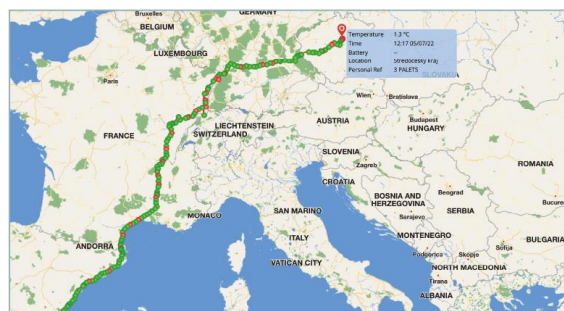 Bruxelles
GERMANY
BELGIUM
LUXEMBOURG
Paris
Temperature 1.3 °C
Time 12:17 05/07/22
Battery --
Location Středočeský kraj
Personal Ref 3 PALETS
SLOVAKIA
Wien
Bratislava
FRANCE
LIECHTENSTEIN
SWITZERLAND
AUSTRIA
Budapest
HUNGARY
SLOVENIA
Zagreb
CROATIA
ROMANIA
BOSNIA AND
HERZEGOVINA
Beograd
SERBIA
Sarajevo
MONACO
SAN MARINO
ITALY
MONTENEGRO
BULGARIA
ANDORRA
Podgorica
Skopje
Sofija
VATICAN CITY
NORTH MACEDONIA
Tirana
ALBANIA